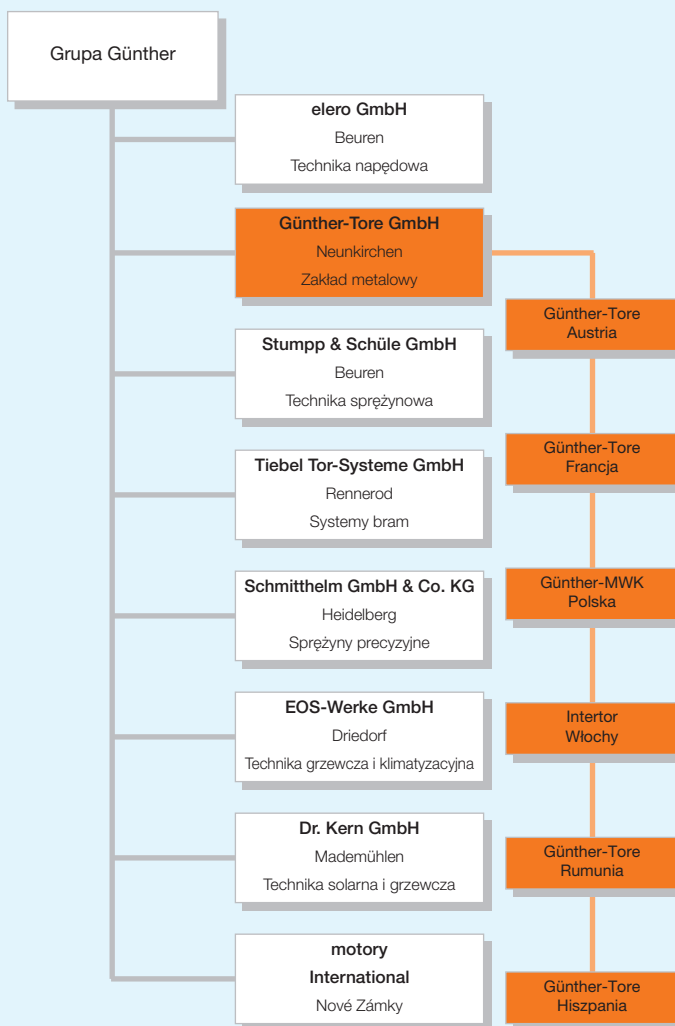 Grupa Günther
elero GmbH
Beuren
Technika napędowa
Günther-Tore GmbH
Neunkirchen
Zakład metalowy
Günther-Tore
Austria
Stumpp & Schüle GmbH
Beuren
Technika sprężynowa
Günther-Tore
Francja
Tiebel Tor-Systeme GmbH
Rennerod
Systemy bram
Günther-MWK
Polska
Schmitthelm GmbH & Co. KG
Heidelberg
Sprężyny precyzyjne
Intertor
Włochy
EOS-Werke GmbH
Driedorf
Technika grzewcza i klimatyzacyjna
Günther-Tore
Rumunia
Dr. Kern GmbH
Mademühlen
Technika solarna i grzewcza
Günther-Tore
Hiszpania
motory
International
Nové Zámky